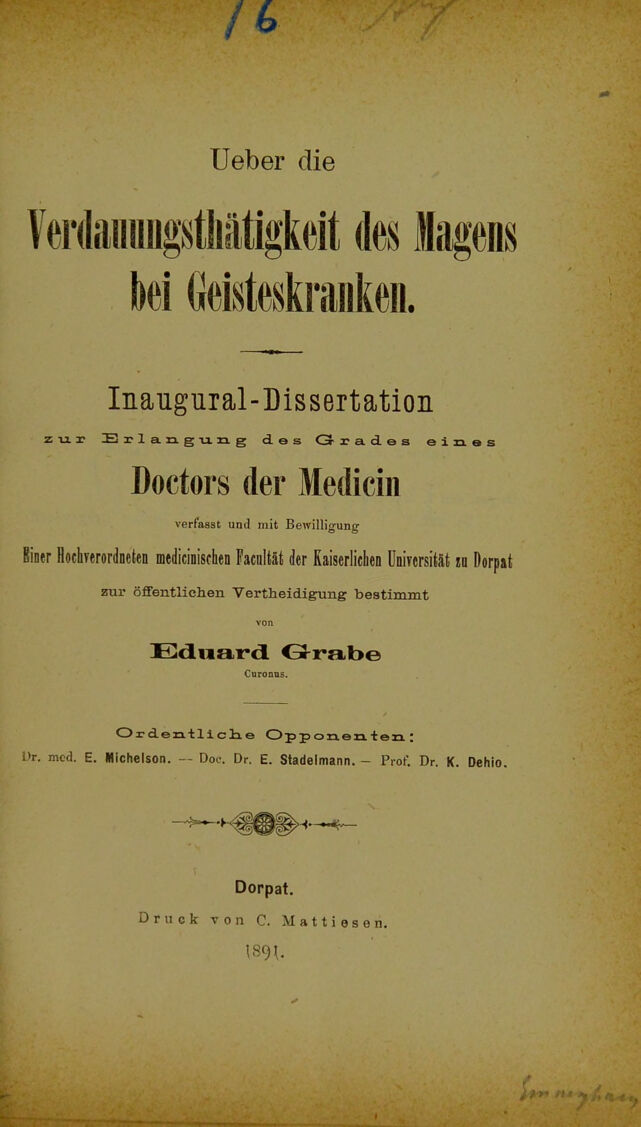 16
Ueber die
Verdauungsthätigkeit des Magens
bei Geisteskranken.
Inaugural-Dissertation
zur Erlangung des Grades eines
Doctors der Medicin
verfasst und mit Bewilligung
Einer Hochverordneten medicinischen Facultät der Kaiserlichen Universität zu Dorpat
zur öffentlichen Vertheidigung bestimmt
von
Eduard Grabe
Curonus.
Ordentliche Opponenten:
Dr. med. E. Michelson. — Doc. Dr. E. Stadelmann. — Prof. Dr. K. Dehio.
Dorpat.
Druck von C. Mattiesen.
1891.